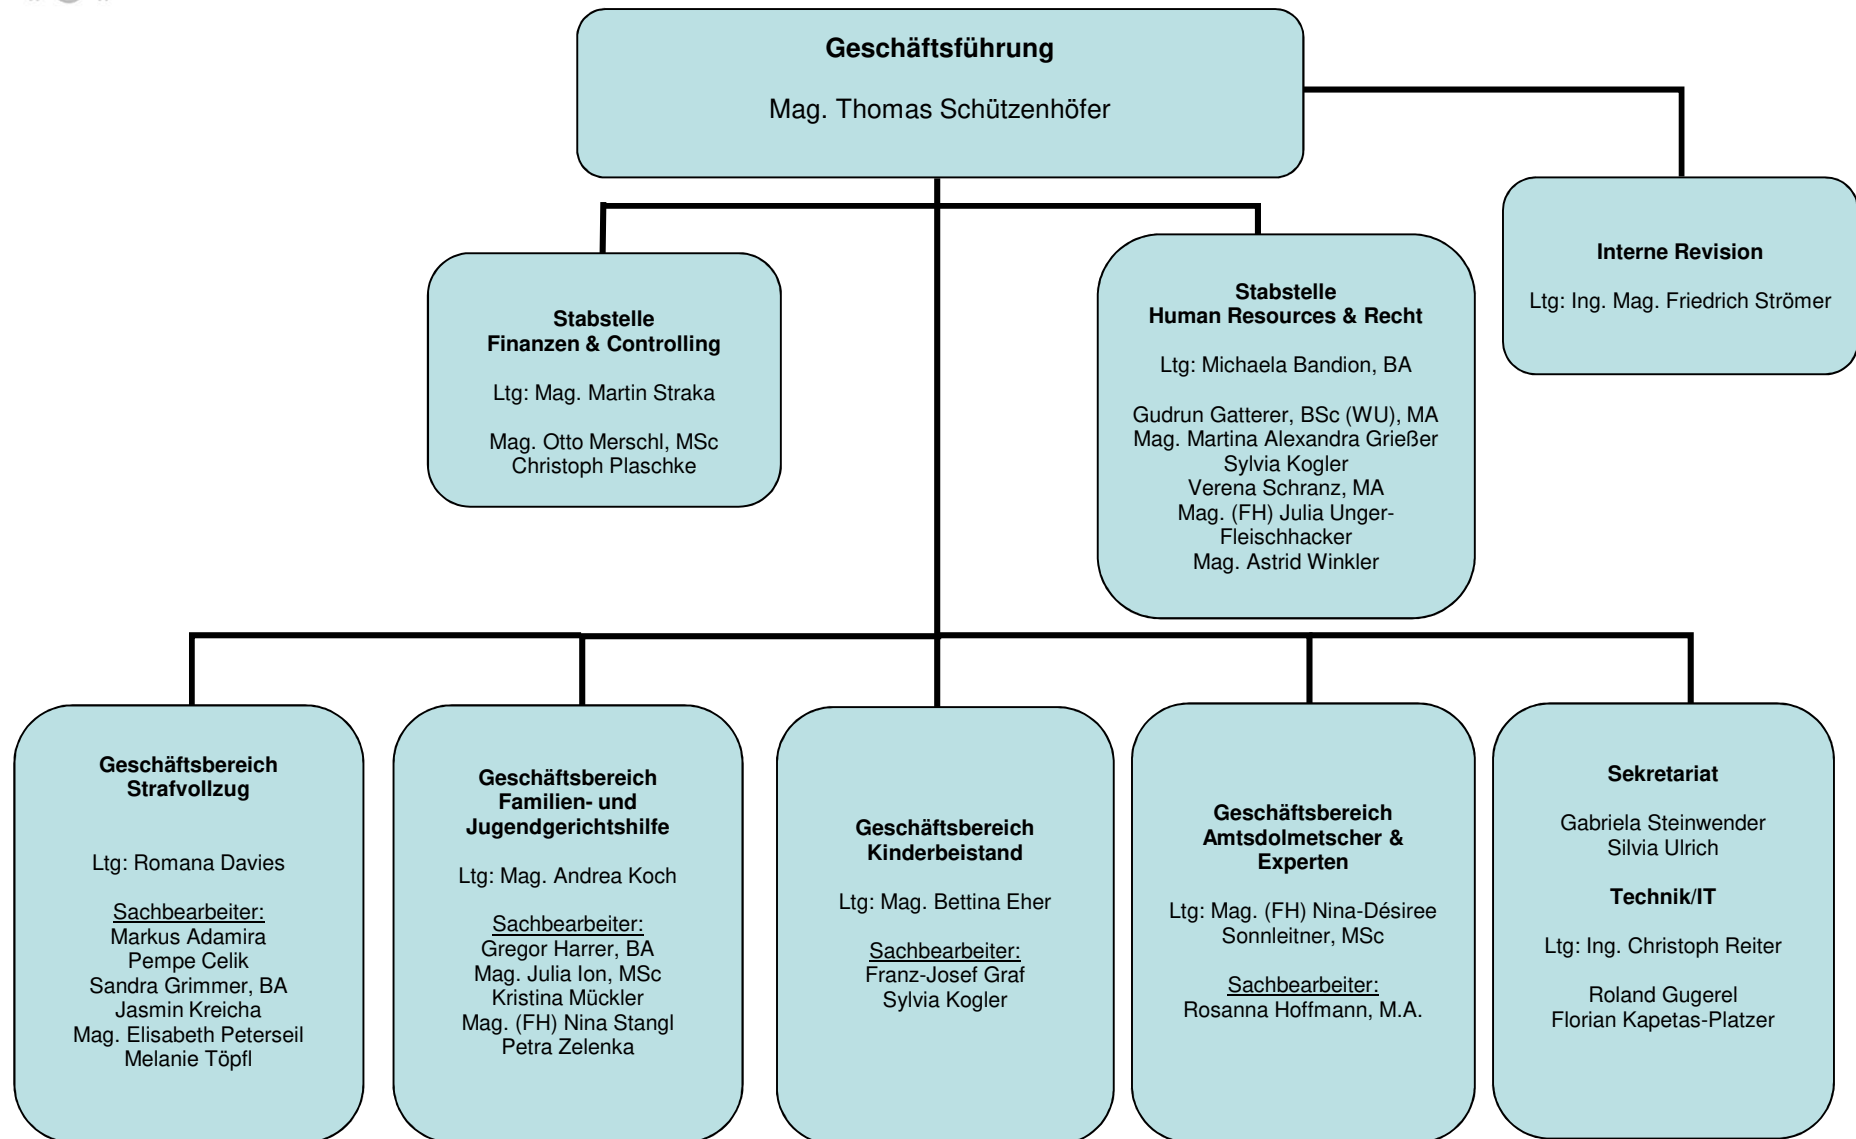 Geschäftsführung
Mag. Thomas Schützenhöfer
Interne Revision
Ltg: Ing. Mag. Friedrich Strömer
Stabstelle
Finanzen & Controlling
Ltg: Mag. Martin Straka
Mag. Otto Merschl, MSc
Christoph Plaschke
Stabstelle
Human Resources & Recht
Ltg: Michaela Bandion, BA
Gudrun Gatterer, BSc (WU), MA
Mag. Martina Alexandra Grießer
Sylvia Kogler
Verena Schranz, MA
Mag. (FH) Julia Unger-
Fleischhacker
Mag. Astrid Winkler
Geschäftsbereich
Strafvollzug
Ltg: Romana Davies
Sachbearbeiter:
Markus Adamira
Pempe Celik
Sandra Grimmer, BA
Jasmin Kreicha
Mag. Elisabeth Peterseil
Melanie Töpfl
Geschäftsbereich
Familien- und
Jugendgerichtshilfe
Ltg: Mag. Andrea Koch
Sachbearbeiter:
Gregor Harrer, BA
Mag. Julia Ion, MSc
Kristina Mückler
Mag. (FH) Nina Stangl
Petra Zelenka
Geschäftsbereich
Kinderbeistand
Ltg: Mag. Bettina Eher
Sachbearbeiter:
Franz-Josef Graf
Sylvia Kogler
Geschäftsbereich
Amtsdolmetscher &
Experten
Ltg: Mag. (FH) Nina-Désiree
Sonnleitner, MSc
Sachbearbeiter:
Rosanna Hoffmann, M.A.
Sekretariat
Gabriela Steinwender
Silvia Ulrich
Technik/IT
Ltg: Ing. Christoph Reiter
Roland Gugerel
Florian Kapetas-Platzer